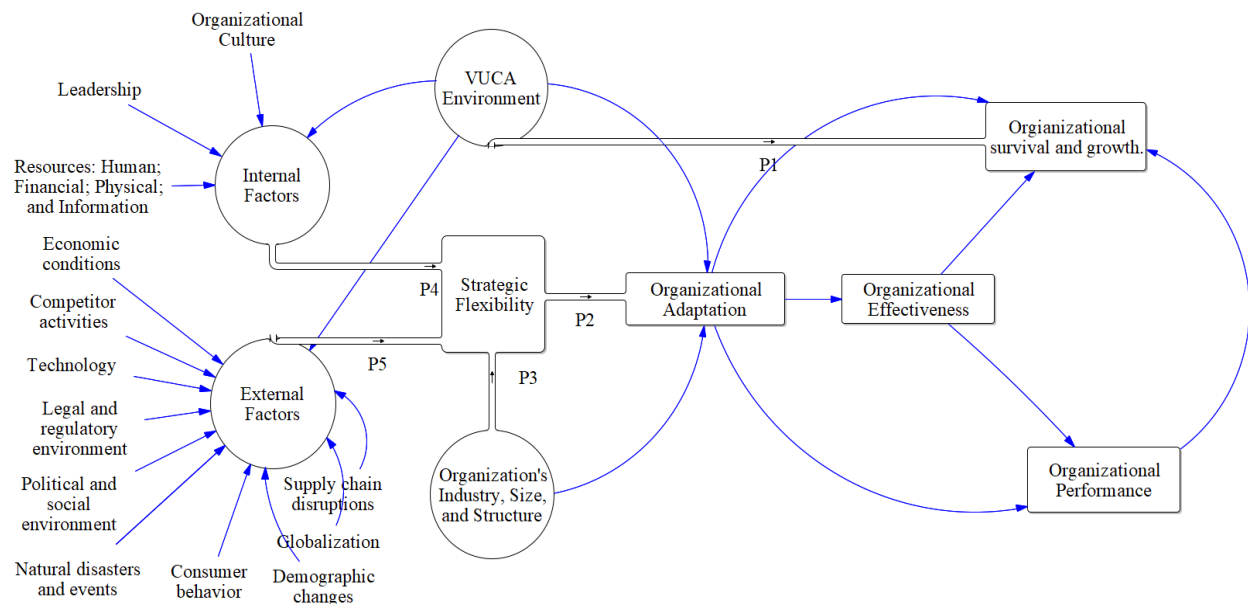 Organizational
Culture
Leadership
Resources: Human;
Financial; Physical;
and Information
Internal
Factors
VUCA
Environment
Orgianizational
survival and growth.
P1
Economic
conditions
Competitor
activities
Technology
Legal and
regulatory environment
Political and
social
environment
Natural disasters
and events
Consumer
behavior
Demographic
changes
Globalization
Supply chain
disruptions
External
Factors
P4
P5
Strategic
Flexibility
P3
P2
Organization's
Industry, Size,
and Structure
Organizational
Adaptation
Organizational
Effectiveness
Organizational
Performance